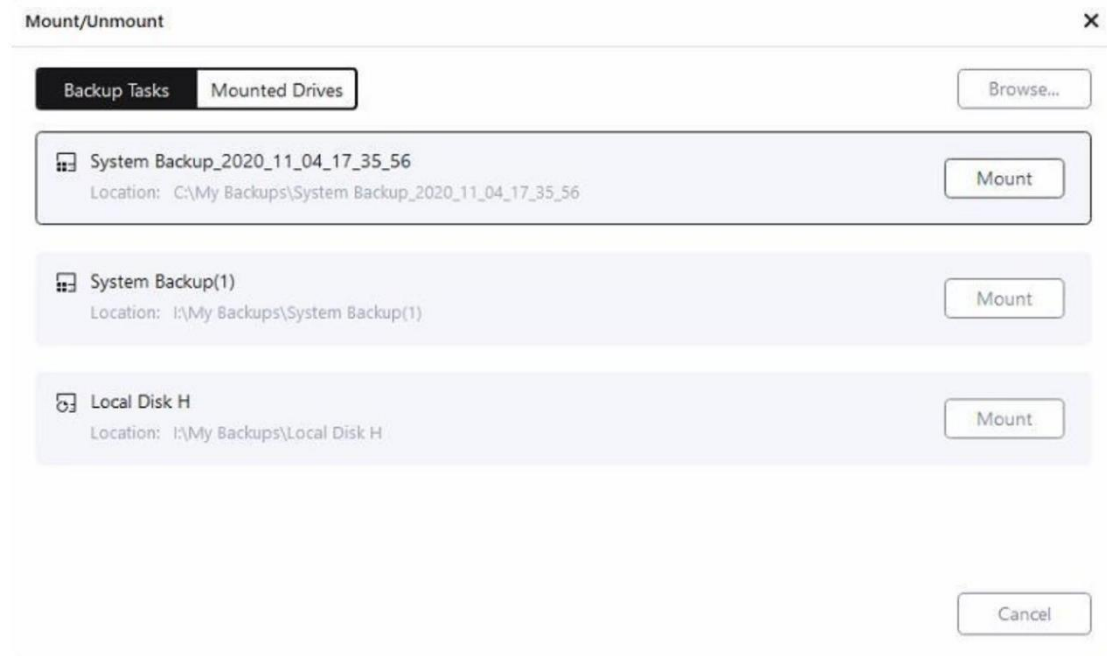 Mount/Unmount
Backup Tasks Mounted Drives Browse...
System Backup_2020_11_04_17_35_56
Location: C:\My Backups\System Backup_2020_11_04_17_35_56
Mount
System Backup(1)
Location: I:\My Backups\System Backup(1)
Mount
Local Disk H
Location: I:\My Backups\Local Disk H
Mount
Cancel